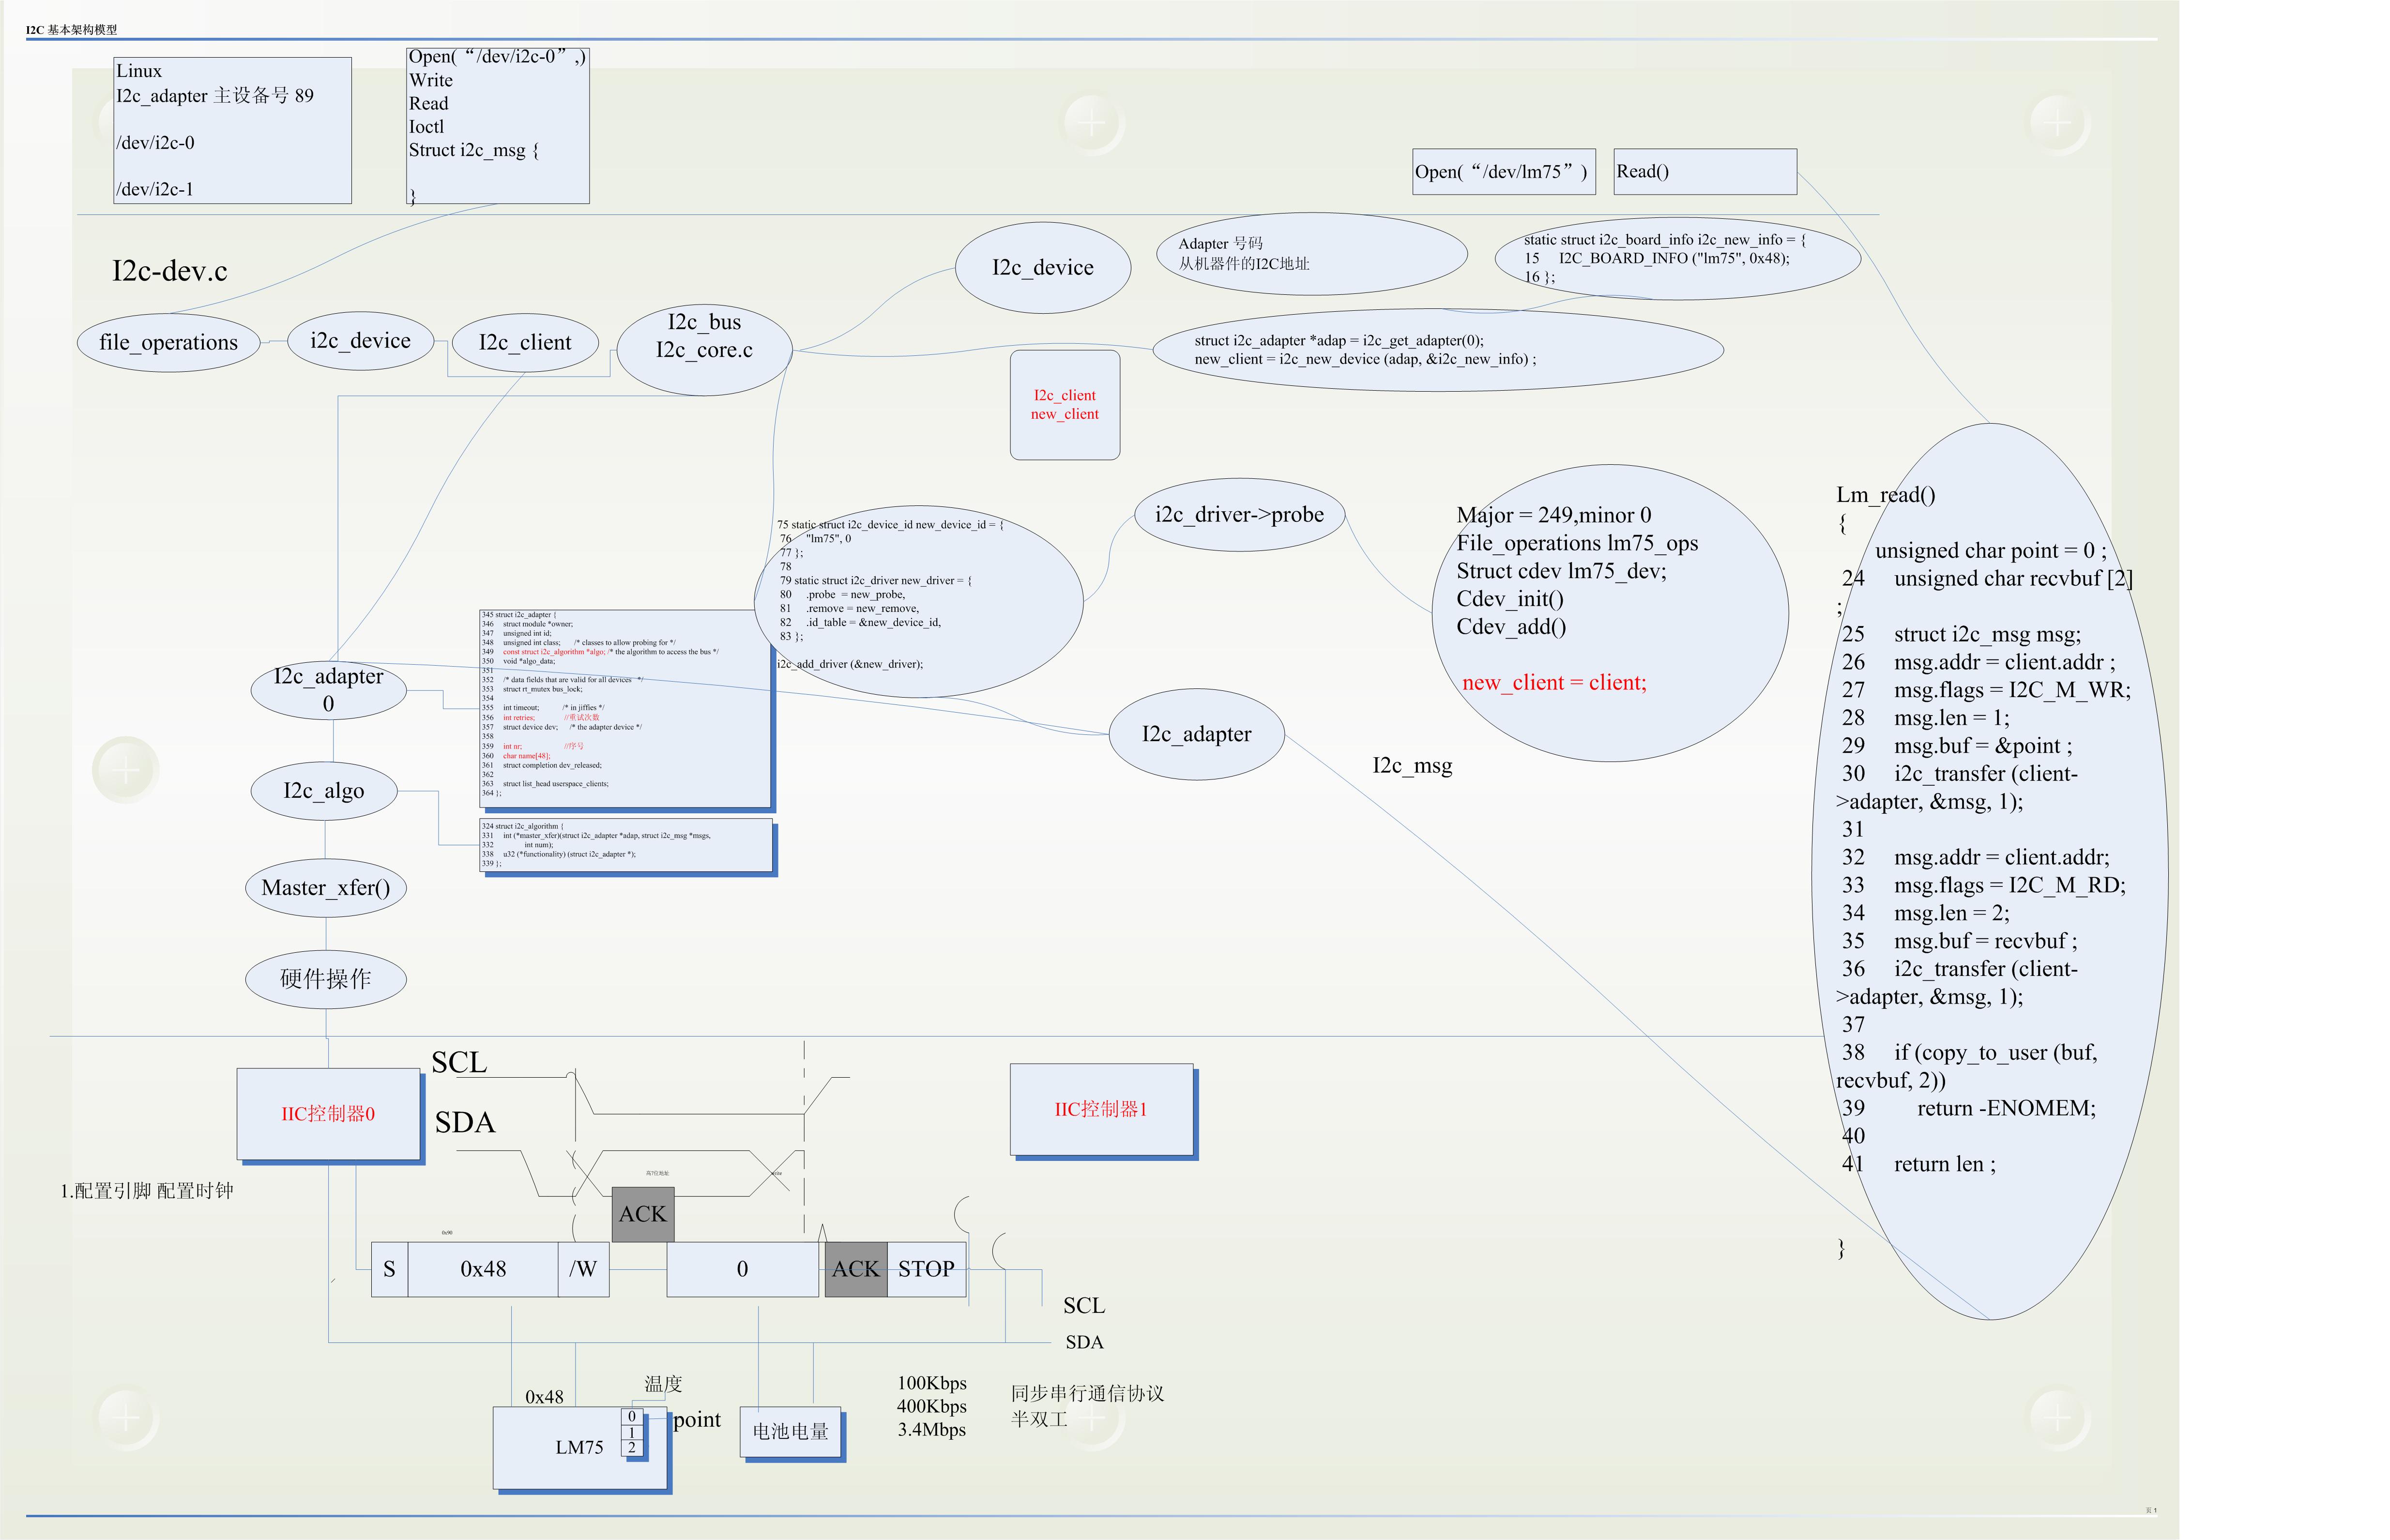 I2C 基本架构模型
Linux
I2c_adapter 主设备号 89
/dev/i2c-0
/dev/i2c-1
Open(“/dev/i2c-0”,)
Write
Read
Ioctl
Struct i2c_msg {
}
Open(“/dev/lm75”)
Read()
I2c-dev.c
file_operations
i2c_device
I2c_client
I2c_bus
I2c_core.c
I2c_device
Adapter 号码
从机器件的I2C地址
static struct i2c_board_info i2c_new_info = {
15 I2C_BOARD_INFO ("lm75", 0x48);
16 };
struct i2c_adapter *adap = i2c_get_adapter(0);
new_client = i2c_new_device (adap, &i2c_new_info) ;
I2c_client
new_client
75 static struct i2c_device_id new_device_id = {
76 "lm75", 0
77 };
78
79 static struct i2c_driver new_driver = {
80 .probe = new_probe,
81 .remove = new_remove,
82 .id_table = &new_device_id,
83 };
i2c_add_driver (&new_driver);
i2c_driver->probe
Major = 249,minor 0
File_operations lm75_ops
Struct cdev lm75_dev;
Cdev_init()
Cdev_add()
new_client = client;
Lm_read()
{
unsigned char point = 0 ;
24 unsigned char recvbuf [2]
;
25 struct i2c_msg msg;
26 msg.addr = client.addr ;
27 msg.flags = I2C_M_WR;
28 msg.len = 1;
29 msg.buf = &point ;
30 i2c_transfer (client-
>adapter, &msg, 1);
31
32 msg.addr = client.addr;
33 msg.flags = I2C_M_RD;
34 msg.len = 2;
35 msg.buf = recvbuf ;
36 i2c_transfer (client-
>adapter, &msg, 1);
37
38 if (copy_to_user (buf,
recvbuf, 2))
39 return -ENOMEM;
40
41 return len ;
}
I2c_adapter
0
345 struct i2c_adapter {
346 struct module *owner;
347 unsigned int id;
348 unsigned int class; /* classes to allow probing for */
349 const struct i2c_algorithm *algo; /* the algorithm to access the bus */
350 void *algo_data;
351
352 /* data fields that are valid for all devices */
353 struct rt_mutex bus_lock;
354
355 int timeout; /* in jiffies */
356 int retries; //重试次数
357 struct device dev; /* the adapter device */
358
359 int nr; //序号
360 char name[48];
361 struct completion dev_released;
362
363 struct list_head userspace_clients;
364 };
I2c_adapter
I2c_msg
I2c_algo
324 struct i2c_algorithm {
331 int (*master_xfer)(struct i2c_adapter *adap, struct i2c_msg *msgs,
332 int num);
338 u32 (*functionality) (struct i2c_adapter *);
339 };
Master_xfer()
硬件操作
IIC控制器0
SCL
SDA
高7位地址
write
IIC控制器1
1.配置引脚 配置时钟
ACK
0x90
S
0x48
/W
0
ACK
STOP
SCL
SDA
0x48
温度
LM75
0
1
2
point
电池电量
100Kbps
400Kbps
3.4Mbps
同步串行通信协议
半双工
页 1